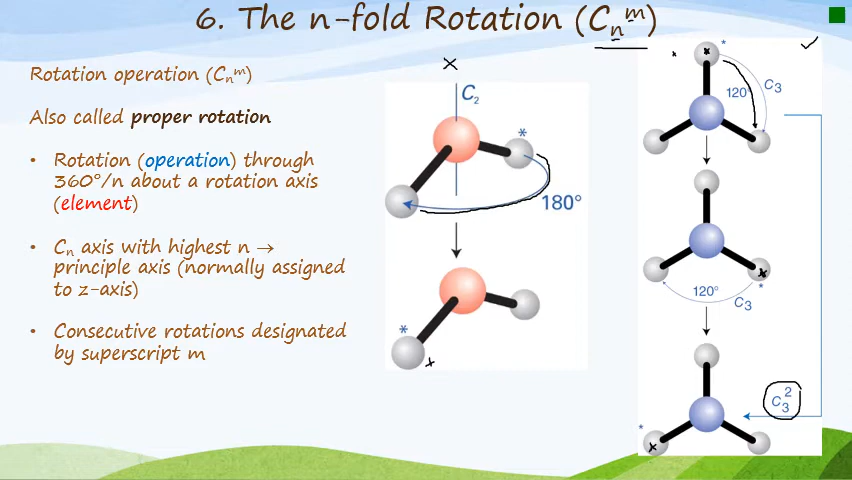 6. The n-fold Rotation (Cₙᵐ)
Rotation operation (Cₙᵐ)
Also called proper rotation
• Rotation (operation) through
360°/n about a rotation axis
(element)
• Cₙ axis with highest n →
principle axis (normally assigned
to z-axis)
• Consecutive rotations designated
by superscript m
x
C₂
*
180°
*
x
*
120°
C₃
*
120°
C₃
C₃²
*